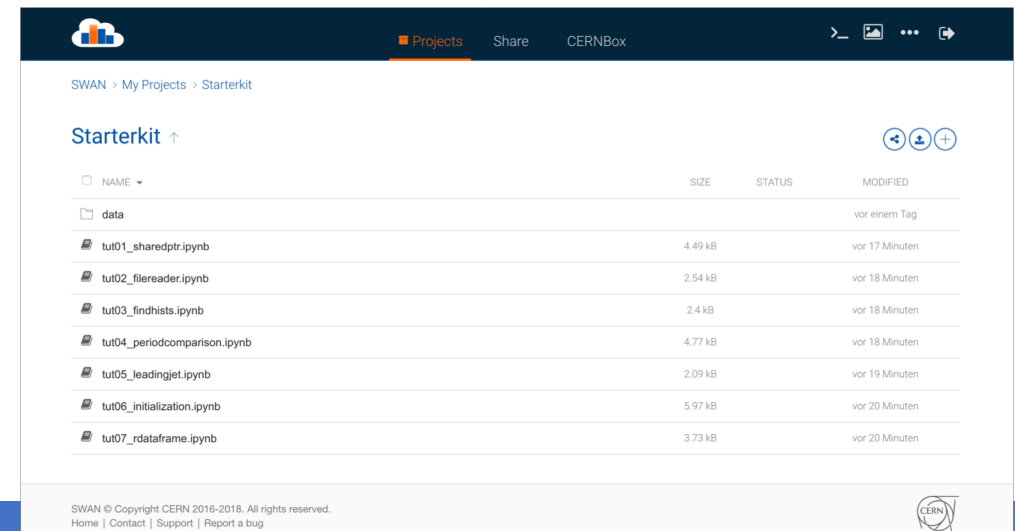 Projects Share CERNBox >_ •••
SWAN > My Projects > Starterkit
Starterkit ↑
NAME SIZE STATUS MODIFIED
data vor einem Tag
tut01_sharedptr.ipynb 4.49 kB vor 17 Minuten
tut02_filereader.ipynb 2.54 kB vor 18 Minuten
tut03_findhists.ipynb 2.4 kB vor 18 Minuten
tut04_periodcomparison.ipynb 4.77 kB vor 18 Minuten
tut05_leadingjet.ipynb 2.09 kB vor 19 Minuten
tut06_initialization.ipynb 5.97 kB vor 20 Minuten
tut07_rdataframe.ipynb 3.73 kB vor 20 Minuten
SWAN © Copyright CERN 2016-2018. All rights reserved.
Home | Contact | Support | Report a bug
CERN